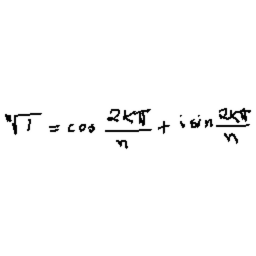 ⁿ√1 = cos 2kπ/n + i sin 2kπ/n